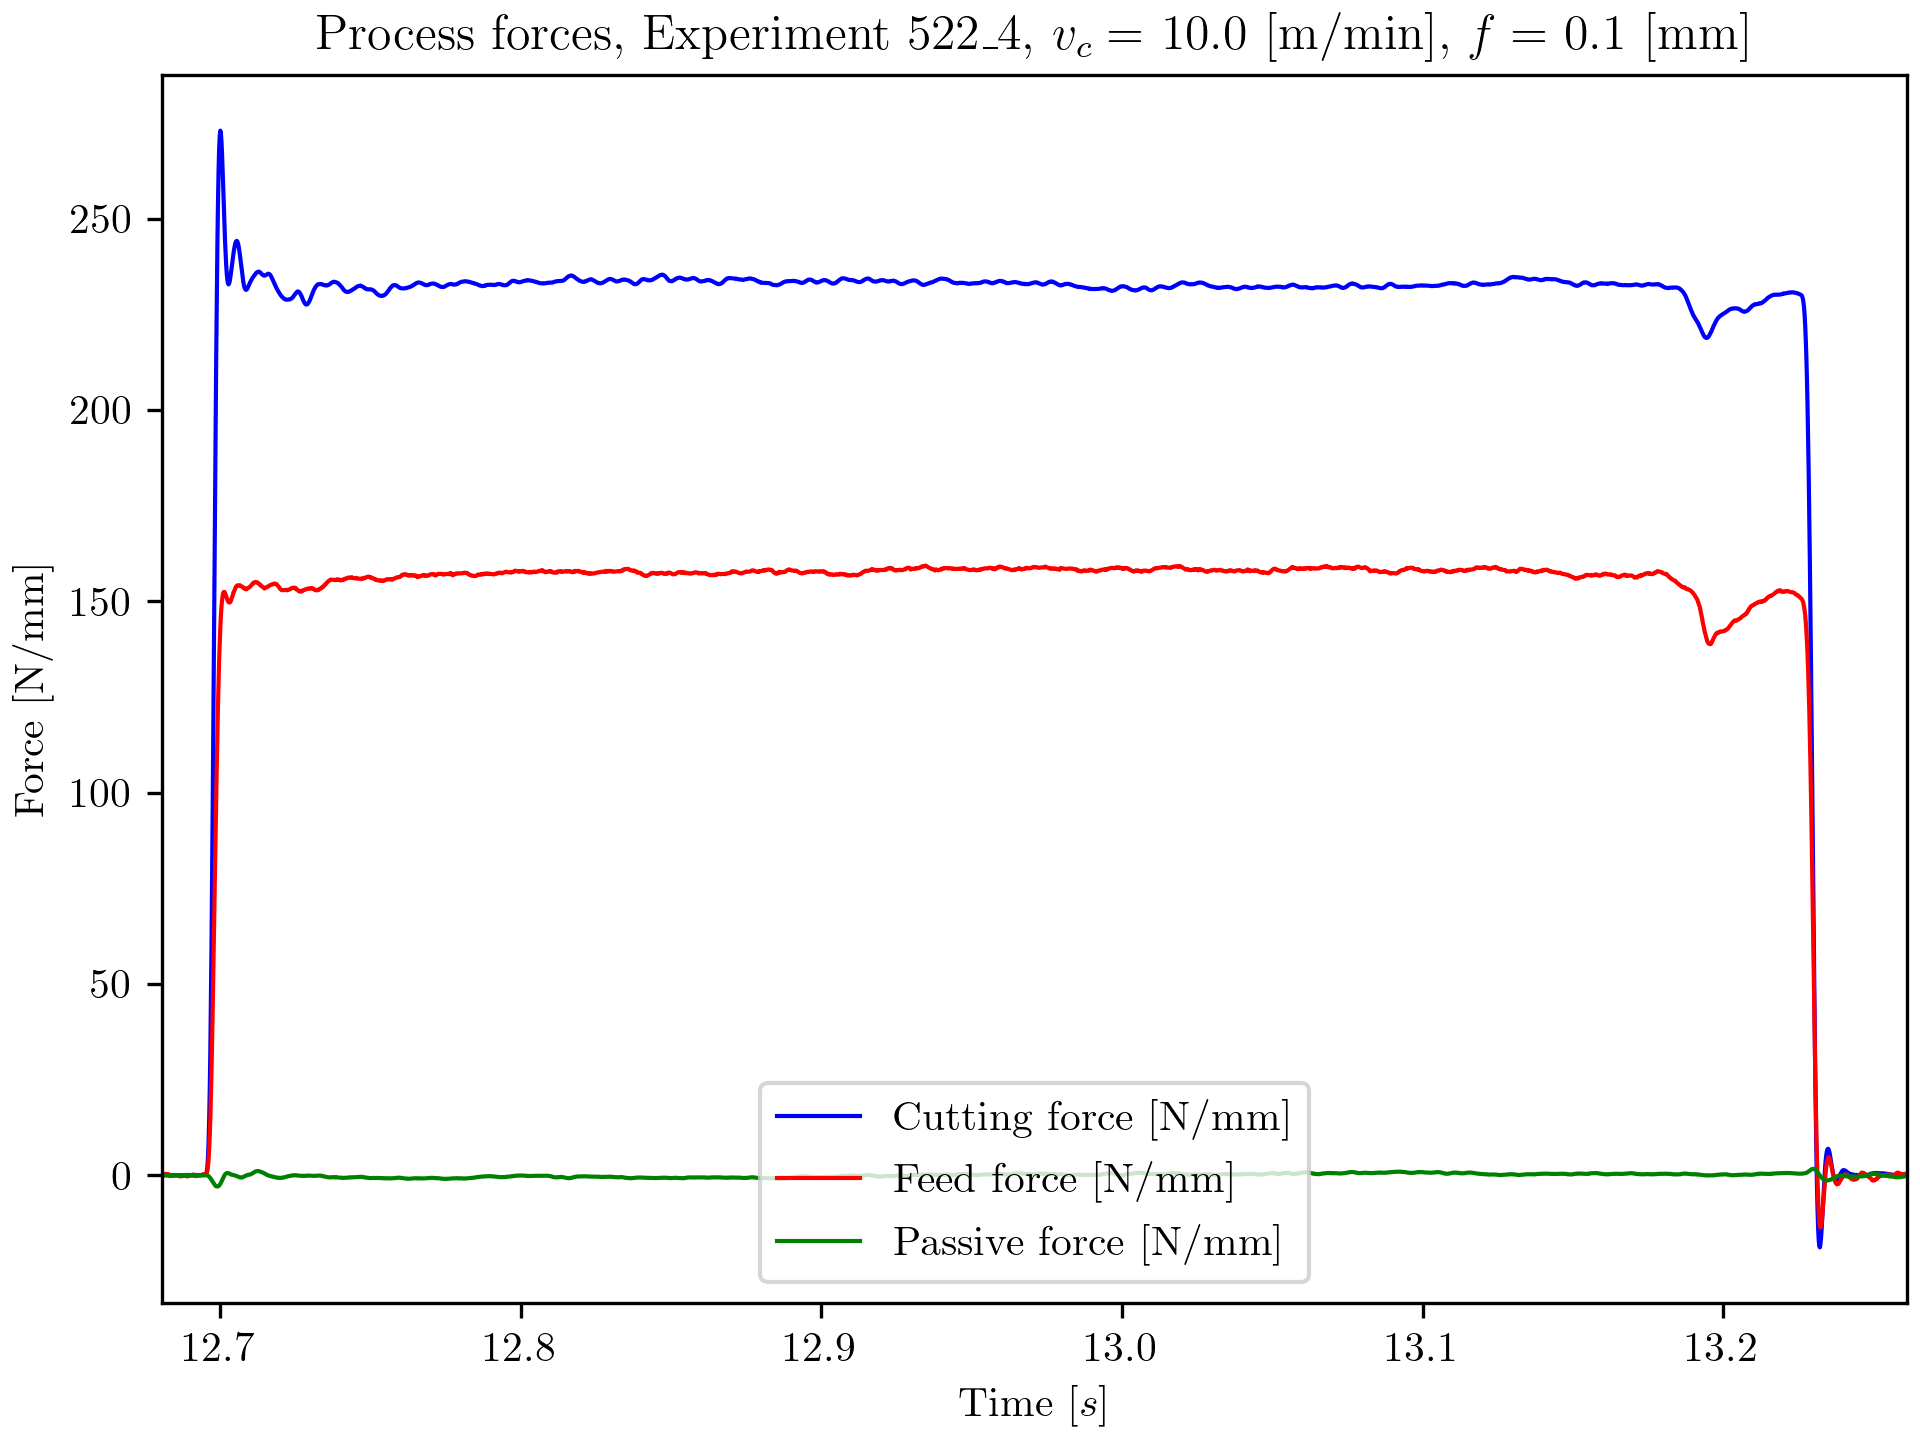 Process forces, Experiment 522_4, v_c = 10.0 [m/min], f = 0.1 [mm]
Force [N/mm]
250
200
150
100
50
0
Cutting force [N/mm]
Feed force [N/mm]
Passive force [N/mm]
12.7 12.8 12.9 13.0 13.1 13.2
Time [s]